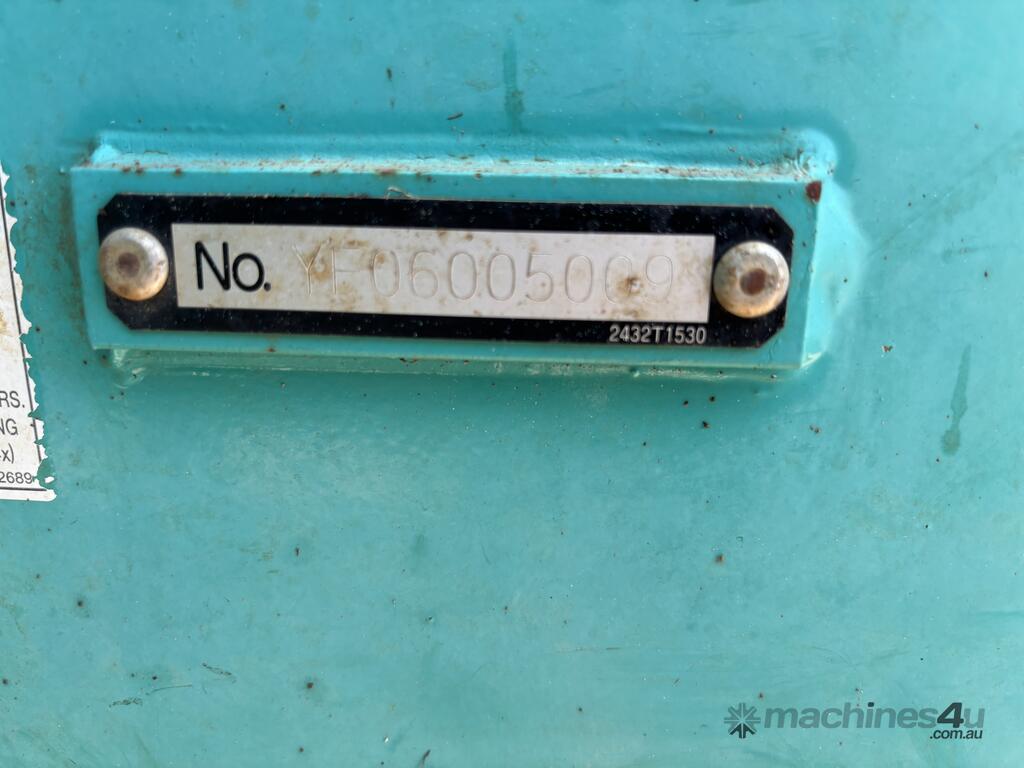 No. YF06005009
2432T1530
RS.
NG
x)
2689
machines4u
.com.au